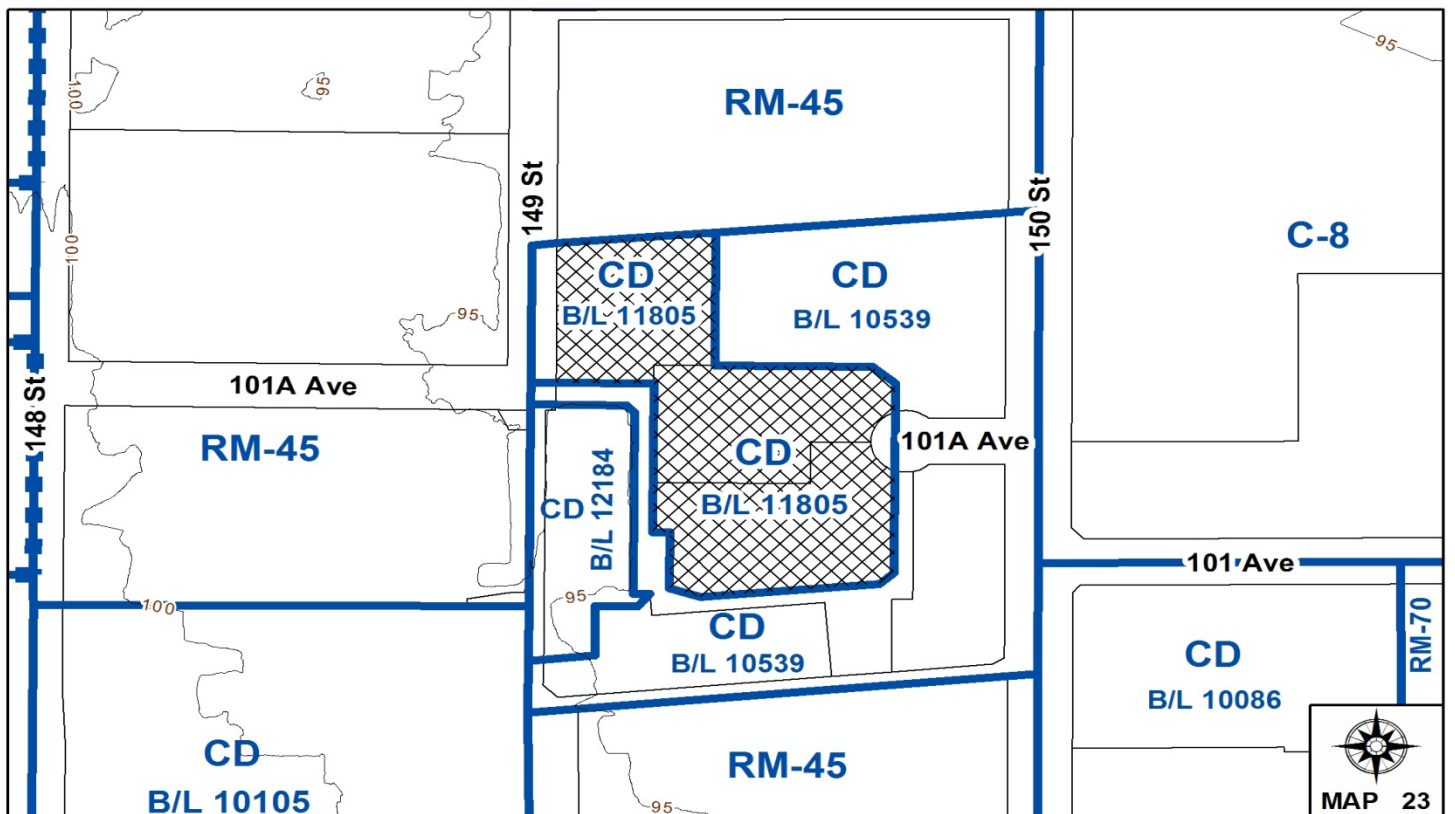 95
100
95
RM-45
149 St
150 St
C-8
100
CD
B/L 11805
CD
B/L 10539
95
148 St
101A Ave
RM-45
CD
B/L 12184
CD
B/L 11805
101A Ave
101 Ave
100
95
CD
B/L 10539
CD
B/L 10086
RM-70
CD
B/L 10105
RM-45
95
MAP 23